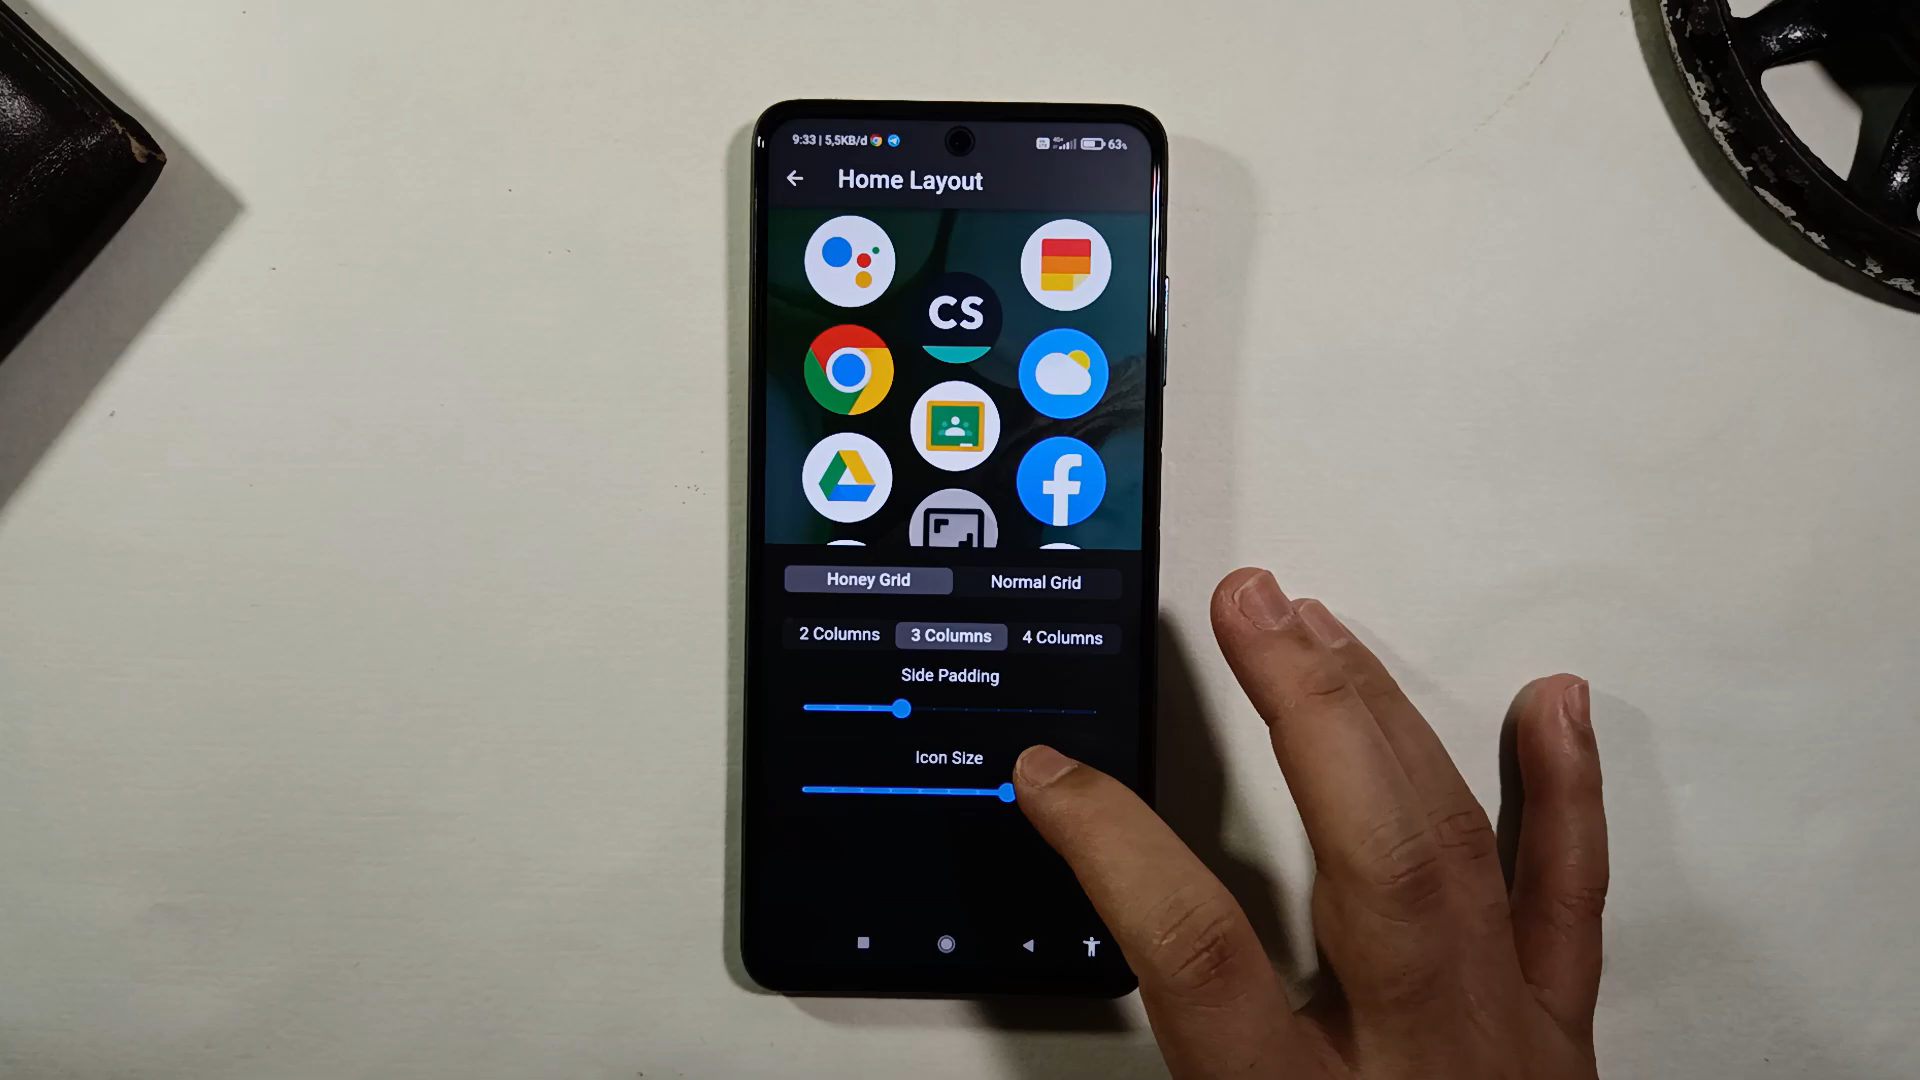 9:33 | 5,5KB/d 63%
Home Layout
CS
Honey Grid Normal Grid
2 Columns 3 Columns 4 Columns
Side Padding
Icon Size